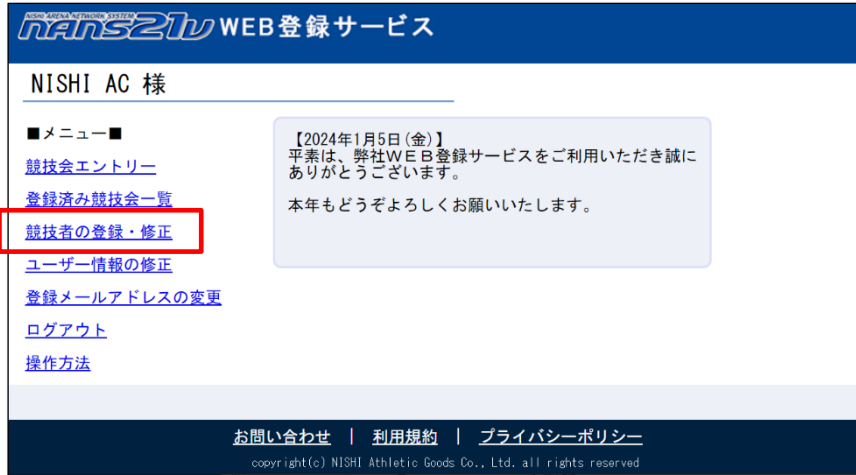 NISHI ARENA NETWORK SYSTEM
NANS21V WEB登録サービス
NISHI AC 様
■メニュー■
競技会エントリー
登録済み競技会一覧
競技者の登録・修正
ユーザー情報の修正
登録メールアドレスの変更
ログアウト
操作方法
【2024年1月5日(金)】
平素は、弊社ＷＥＢ登録サービスをご利用いただき誠に
ありがとうございます。
本年もどうぞよろしくお願いいたします。
お問い合わせ | 利用規約 | プライバシーポリシー
copyright(c) NISHI Athletic Goods Co., Ltd. all rights reserved